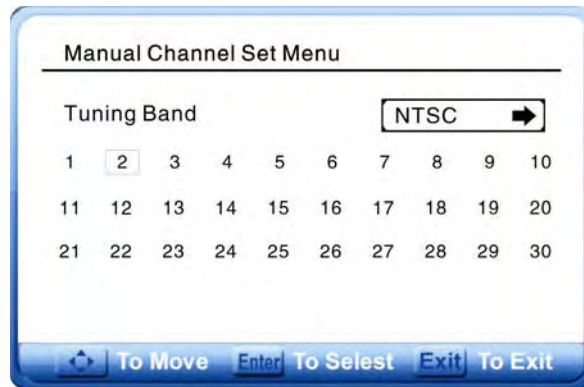 Manual Channel Set Menu
Tuning Band NTSC
1 2 3 4 5 6 7 8 9 10
11 12 13 14 15 16 17 18 19 20
21 22 23 24 25 26 27 28 29 30
To Move Enter To Selest Exit To Exit